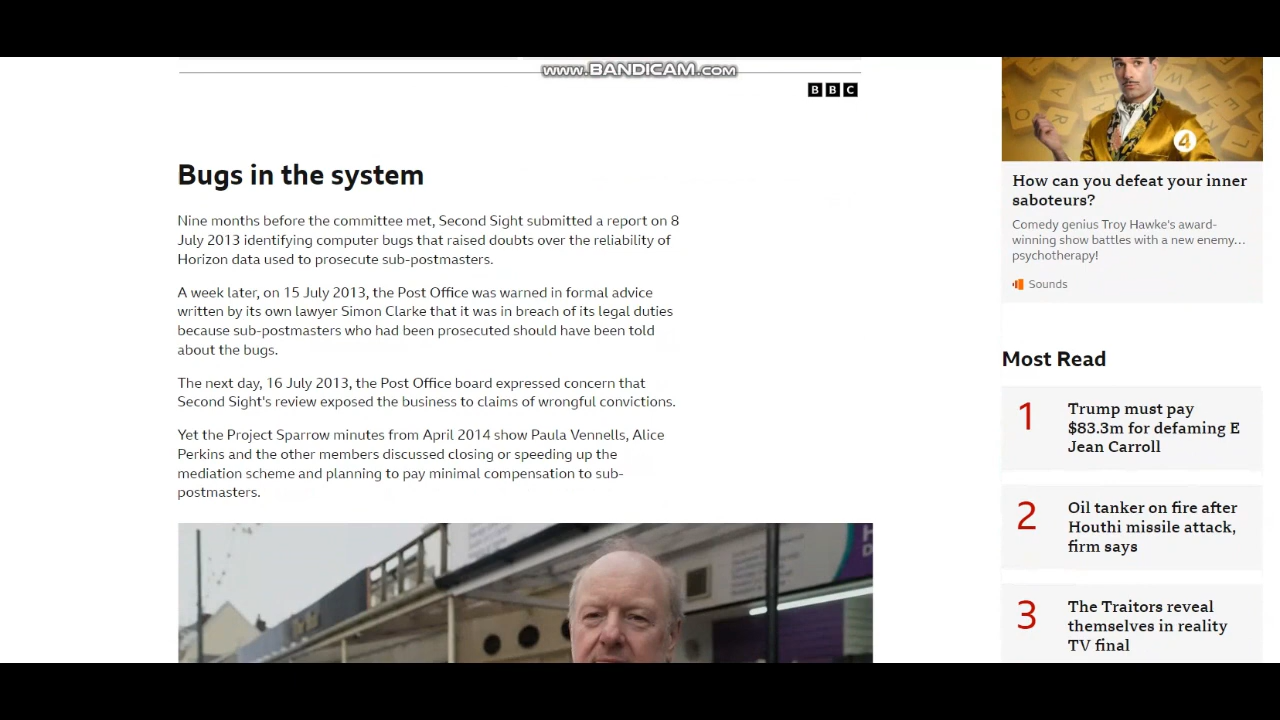 www.BANDICAM.com
BBC
Bugs in the system
Nine months before the committee met, Second Sight submitted a report on 8
July 2013 identifying computer bugs that raised doubts over the reliability of
Horizon data used to prosecute sub-postmasters.
A week later, on 15 July 2013, the Post Office was warned in formal advice
written by its own lawyer Simon Clarke that it was in breach of its legal duties
because sub-postmasters who had been prosecuted should have been told
about the bugs.
The next day, 16 July 2013, the Post Office board expressed concern that
Second Sight's review exposed the business to claims of wrongful convictions.
Yet the Project Sparrow minutes from April 2014 show Paula Vennells, Alice
Perkins and the other members discussed closing or speeding up the
mediation scheme and planning to pay minimal compensation to sub-
postmasters.
4
How can you defeat your inner
saboteurs?
Comedy genius Troy Hawke's award-
winning show battles with a new enemy...
psychotherapy!
Sounds
Most Read
1
Trump must pay
$83.3m for defaming E
Jean Carroll
2
Oil tanker on fire after
Houthi missile attack,
firm says
3
The Traitors reveal
themselves in reality
TV final